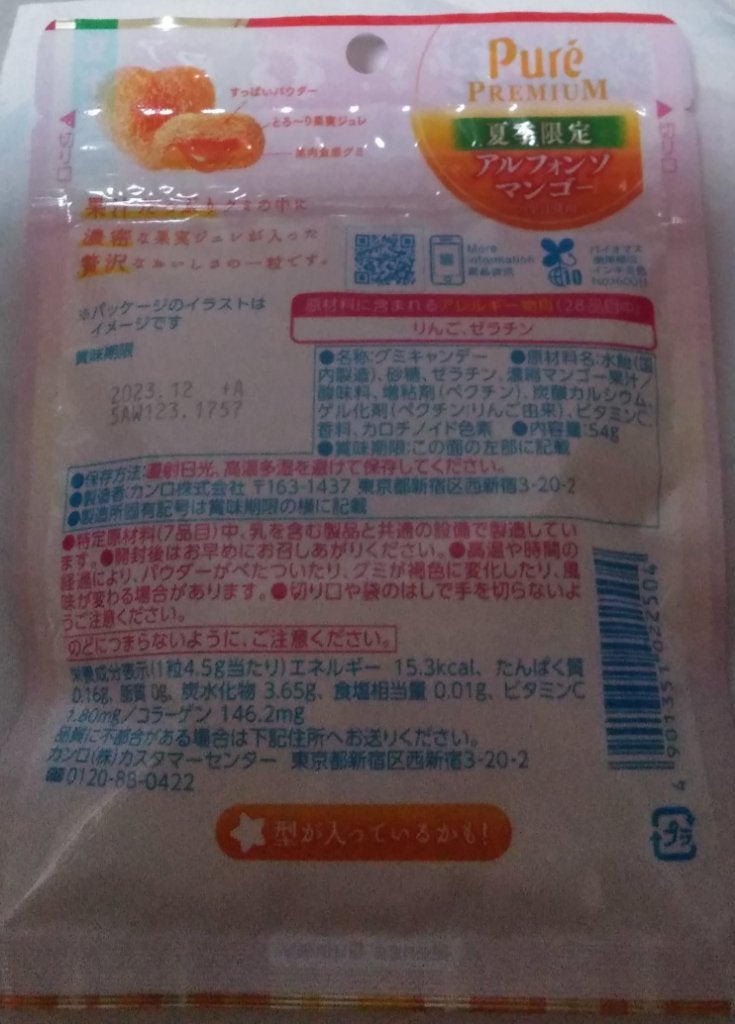 Puré
PREMIUM
夏季限定
アルフォンソ
マンゴー
すっぱいパウダー
とろ〜り果実ジュレ
果肉食感グミ
切り口
切り口
グミの中に
濃密な果実ジュレが入った
贅沢なおいしさの一粒です。
More
information
商品情報
バイオマス
インキ
※パッケージのイラストは
イメージです
賞味期限
2023.12 +A
SAW123.1757
原材料に含まれるアレルギー物質(28品目中)
りんご、ゼラチン
●名称:グミキャンデー ●原材料名:水飴(国
内製造)、砂糖、ゼラチン、濃縮マンゴー果汁/
酸味料、増粘剤(ペクチン)、炭酸カルシウム、
ゲル化剤(ペクチン:りんご由来)、ビタミンC、
香料、カロチノイド色素 ●内容量:54g
●賞味期限:この面の左部に記載
●保存方法:直射日光、高温多湿を避けて保存してください。
●製造者:カンロ株式会社 〒163-1437 東京都新宿区西新宿3-20-2
●製造所固有記号は賞味期限の様に記載
●特定原材料(7品目)中、乳を含む製品と共通の設備で製造してい
ます。●開封後はお早めにお召しあがりください。●高温や時間の
経過により、パウダーがべたついたり、グミが褐色に変化したり、風
味が変わる場合があります。●切り口や袋のはしで手を切らないよ
うご注意ください。
のどにつまらないように、ご注意ください。
栄養成分表示(1粒4.5g当たり)エネルギー 15.3kcal、たんぱく質
0.16g、脂質 0g、炭水化物 3.65g、食塩相当量 0.01g、ビタミンC
1.80mg/コラーゲン 146.2mg
品質に不都合がある場合は下記住所へお送りください。
カンロ(株)カスタマーセンター 東京都新宿区西新宿3-20-2
☎0120-88-0422
4 901351 022504
型が入っているかも!
プラ